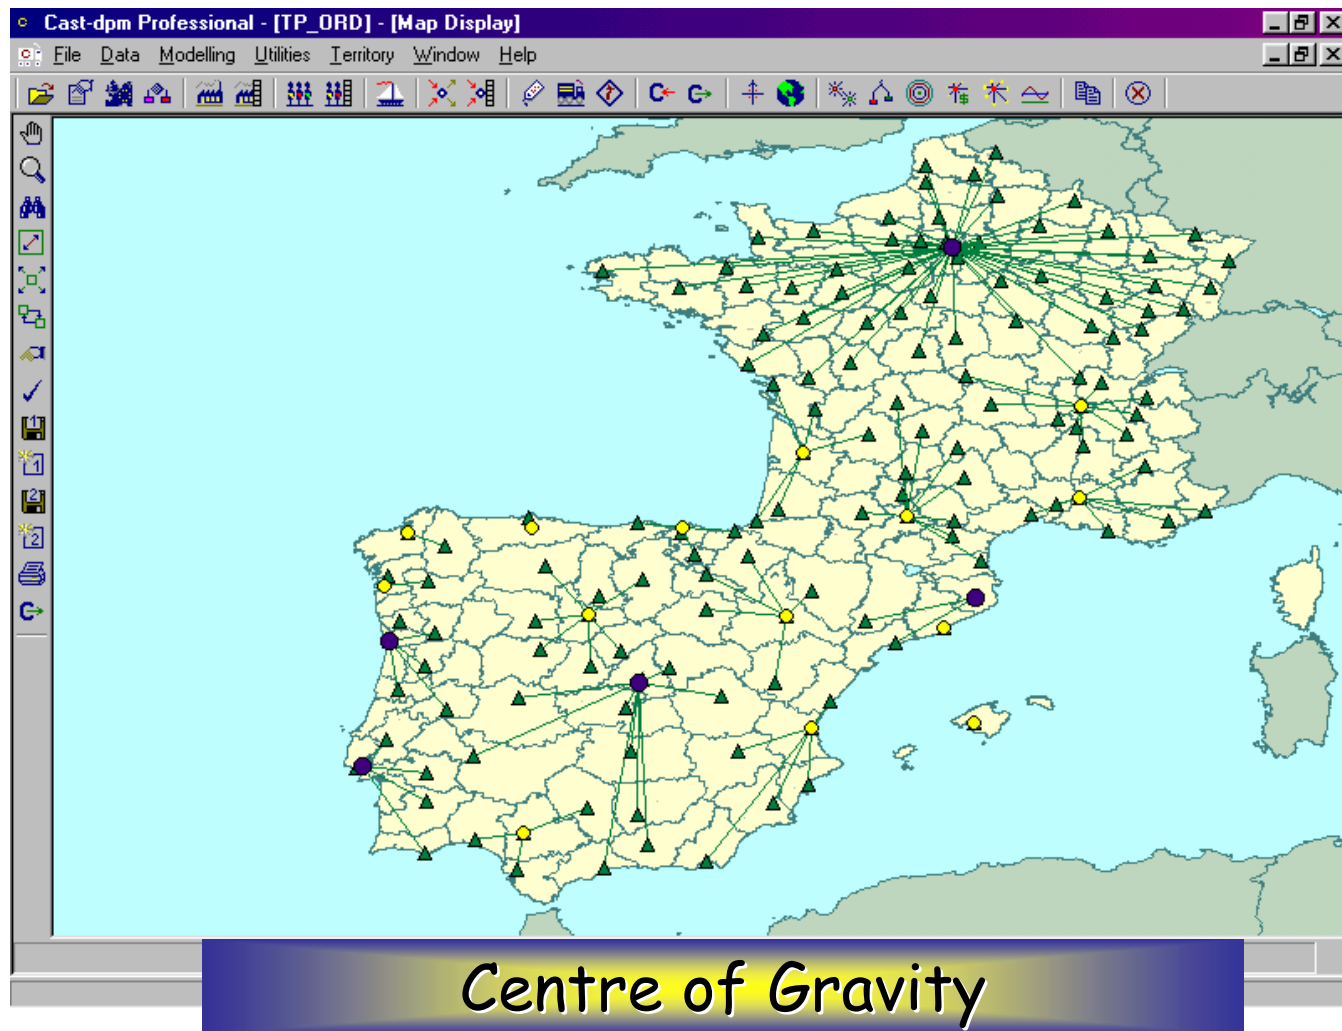 Cast-dpm Professional - [TP_ORD] - [Map Display]
File Data Modelling Utilities Territory Window Help
Centre of Gravity